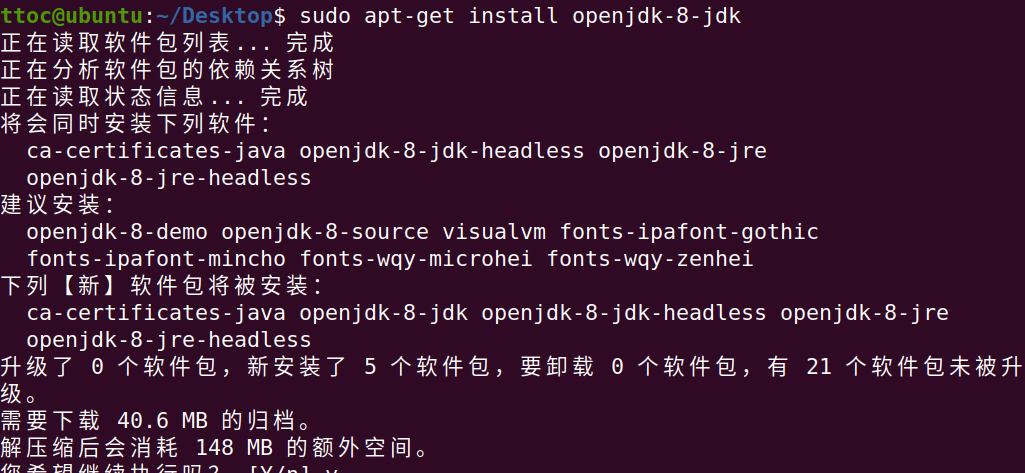 ttoc@ubuntu:~/Desktop$ sudo apt-get install openjdk-8-jdk
正在读取软件包列表... 完成
正在分析软件包的依赖关系树
正在读取状态信息... 完成
将会同时安装下列软件：
  ca-certificates-java openjdk-8-jdk-headless openjdk-8-jre
  openjdk-8-jre-headless
建议安装：
  openjdk-8-demo openjdk-8-source visualvm fonts-ipafont-gothic
  fonts-ipafont-mincho fonts-wqy-microhei fonts-wqy-zenhei
下列【新】软件包将被安装：
  ca-certificates-java openjdk-8-jdk openjdk-8-jdk-headless openjdk-8-jre
  openjdk-8-jre-headless
升级了 0 个软件包，新安装了 5 个软件包，要卸载 0 个软件包，有 21 个软件包未被升
级。
需要下载 40.6 MB 的归档。
解压缩后会消耗 148 MB 的额外空间。
您希望继续执行吗？ [Y/n] y